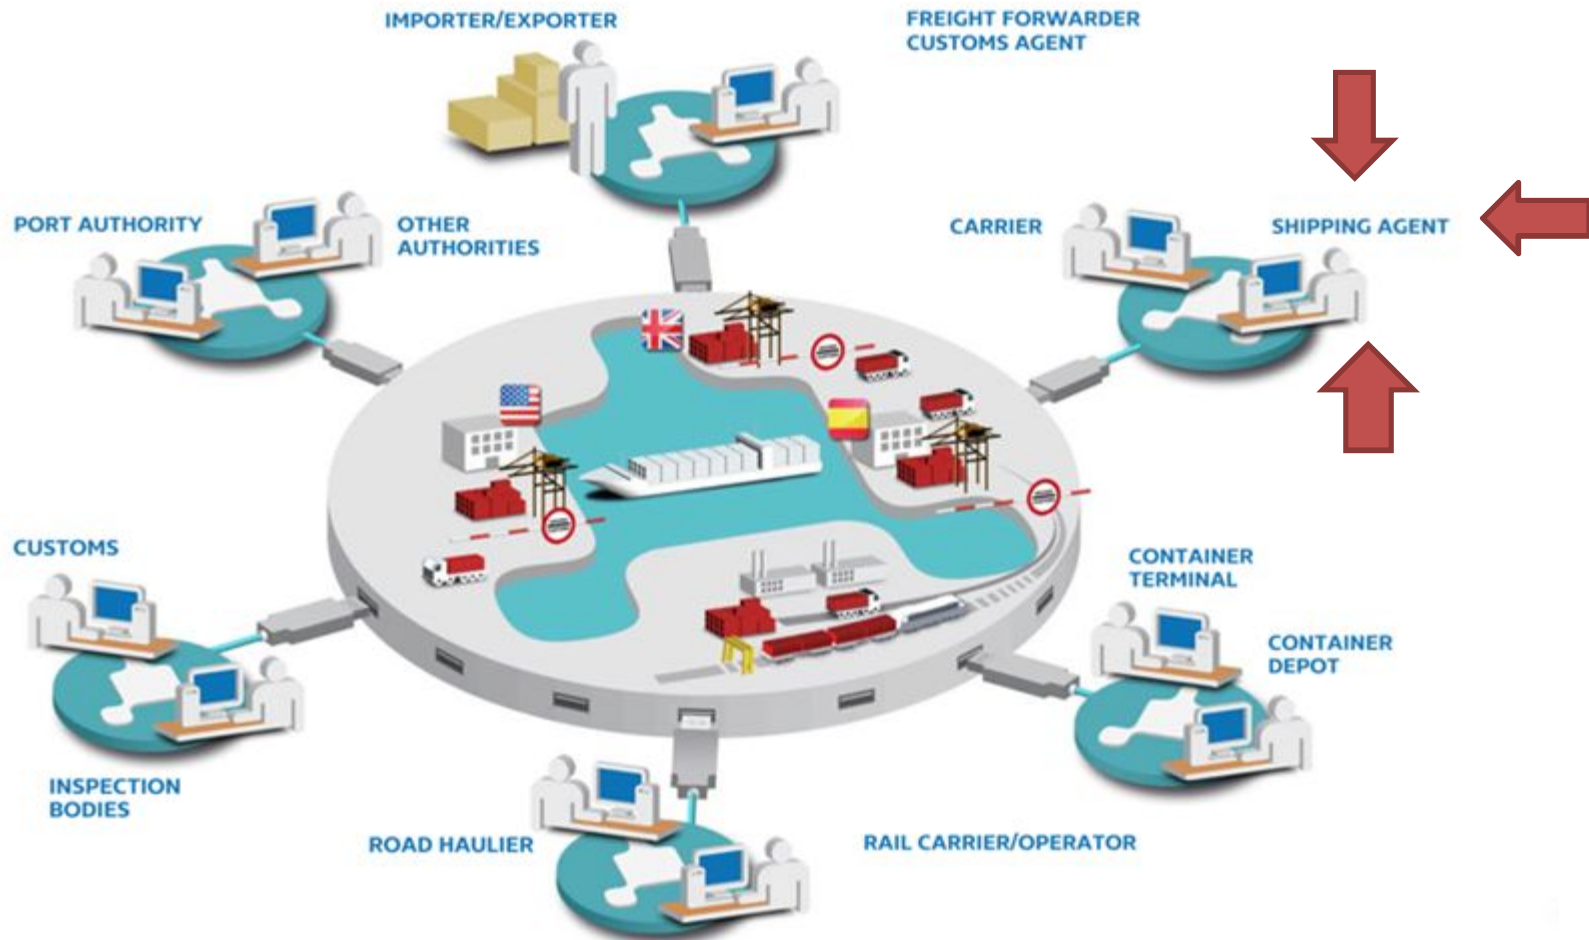 IMPORTER/EXPORTER
FREIGHT FORWARDER
CUSTOMS AGENT
PORT AUTHORITY
OTHER
AUTHORITIES
CARRIER
SHIPPING AGENT
CUSTOMS
CONTAINER
TERMINAL
CONTAINER
DEPOT
INSPECTION
BODIES
ROAD HAULIER
RAIL CARRIER/OPERATOR